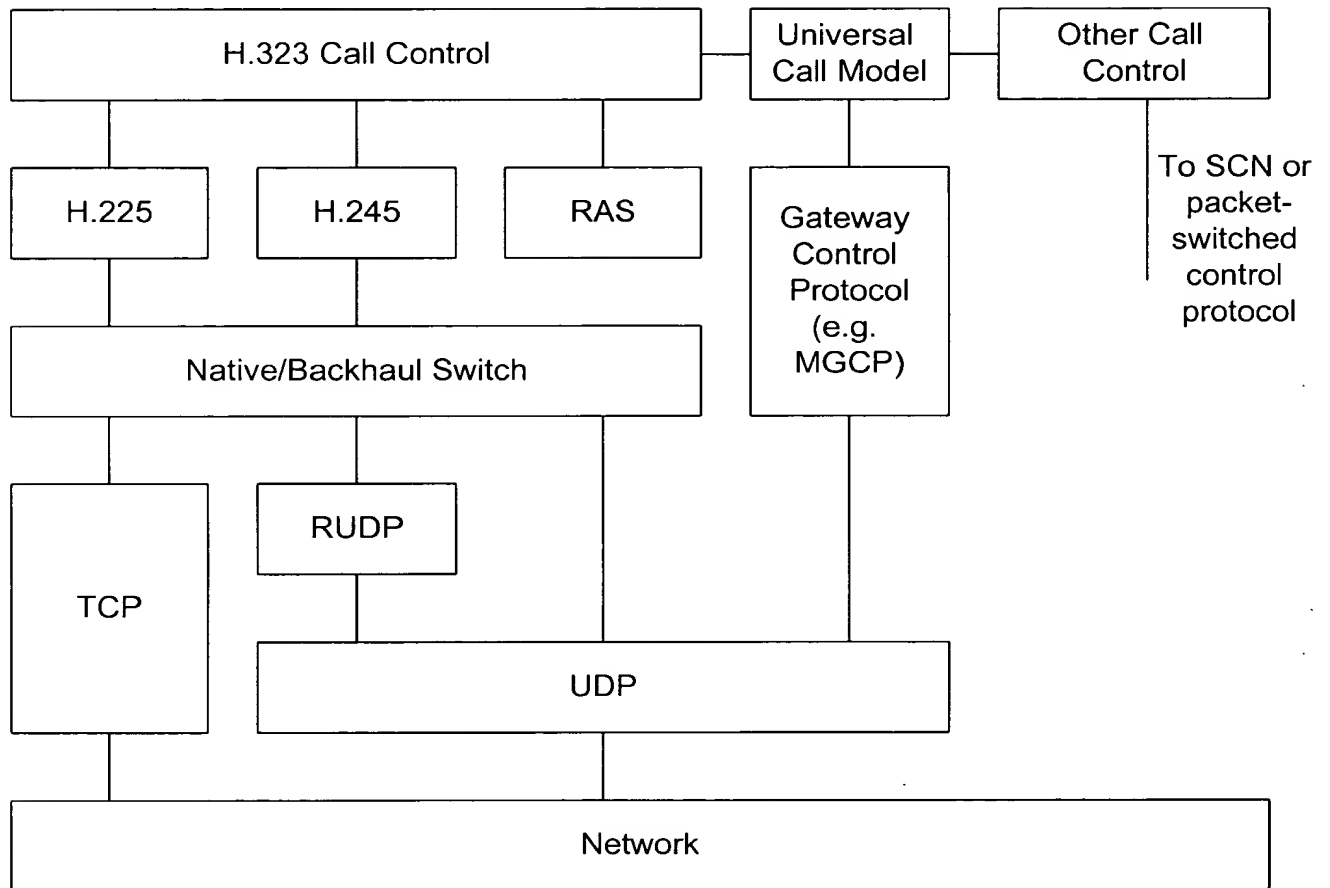 H.323 Call Control
Universal
Call Model
Other Call
Control
H.225
H.245
RAS
Gateway
Control
Protocol
(e.g.
MGCP)
To SCN or
packet-
switched
control
protocol
Native/Backhaul Switch
TCP
RUDP
UDP
Network